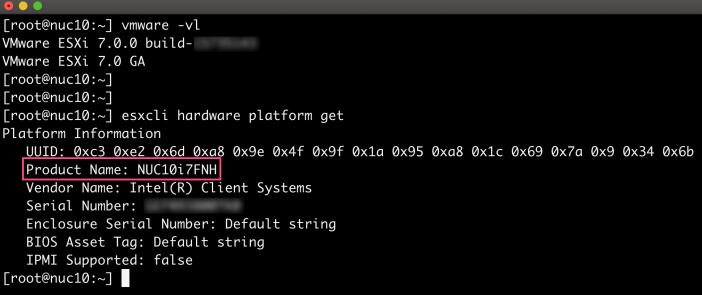 [root@nuc10:~] vmware -vl
VMware ESXi 7.0.0 build-
VMware ESXi 7.0 GA
[root@nuc10:~]
[root@nuc10:~]
[root@nuc10:~] esxcli hardware platform get
Platform Information
UUID: 0xc3 0xe2 0x6d 0xa8 0x9e 0x4f 0x9f 0x1a 0x95 0xa8 0x1c 0x69 0x7a 0x9 0x34 0x6b
Product Name: NUC10i7FNH
Vendor Name: Intel(R) Client Systems
Serial Number:
Enclosure Serial Number: Default string
BIOS Asset Tag: Default string
IPMI Supported: false
[root@nuc10:~]